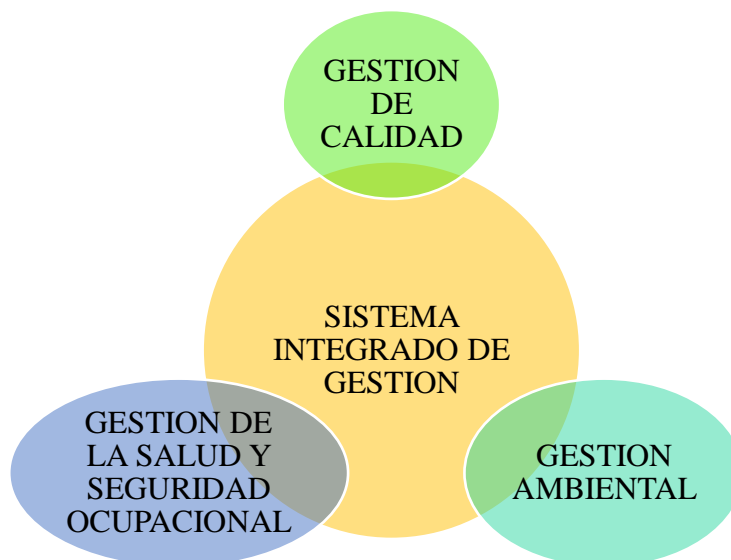 GESTION
DE
CALIDAD
SISTEMA
INTEGRADO DE
GESTION
GESTION DE
LA SALUD Y
SEGURIDAD
OCUPACIONAL
GESTION
AMBIENTAL